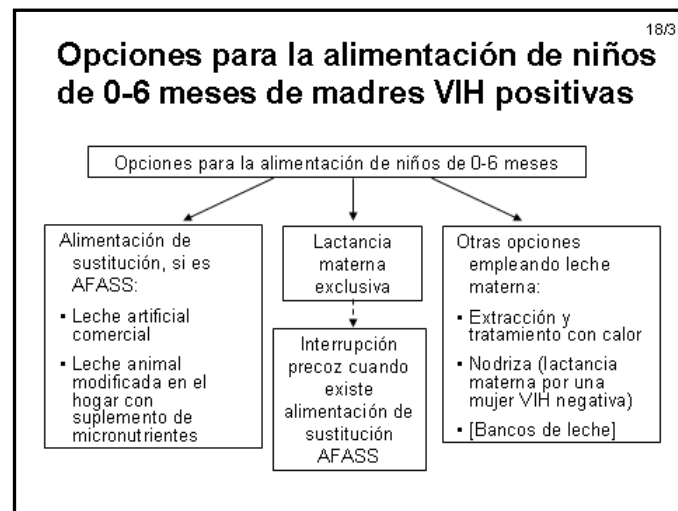 18/3
Opciones para la alimentación de niños
de 0-6 meses de madres VIH positivas
Opciones para la alimentación de niños de 0-6 meses
Alimentación de
sustitución, si es
AFASS:
▪ Leche artificial
comercial
▪ Leche animal
modificada en el
hogar con
suplemento de
micronutrientes
Lactancia
materna
exclusiva
Interrupción
precoz cuando
existe
alimentación de
sustitución
AFASS
Otras opciones
empleando leche
materna:
▪ Extracción y
tratamiento con calor
▪ Nodriza (lactancia
materna por una
mujer VIH negativa)
▪ [Bancos de leche]